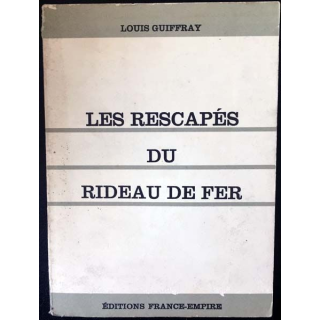 LOUIS GUIFFRAY
LES RESCAPÉS
DU
RIDEAU DE FER
ÉDITIONS FRANCE-EMPIRE